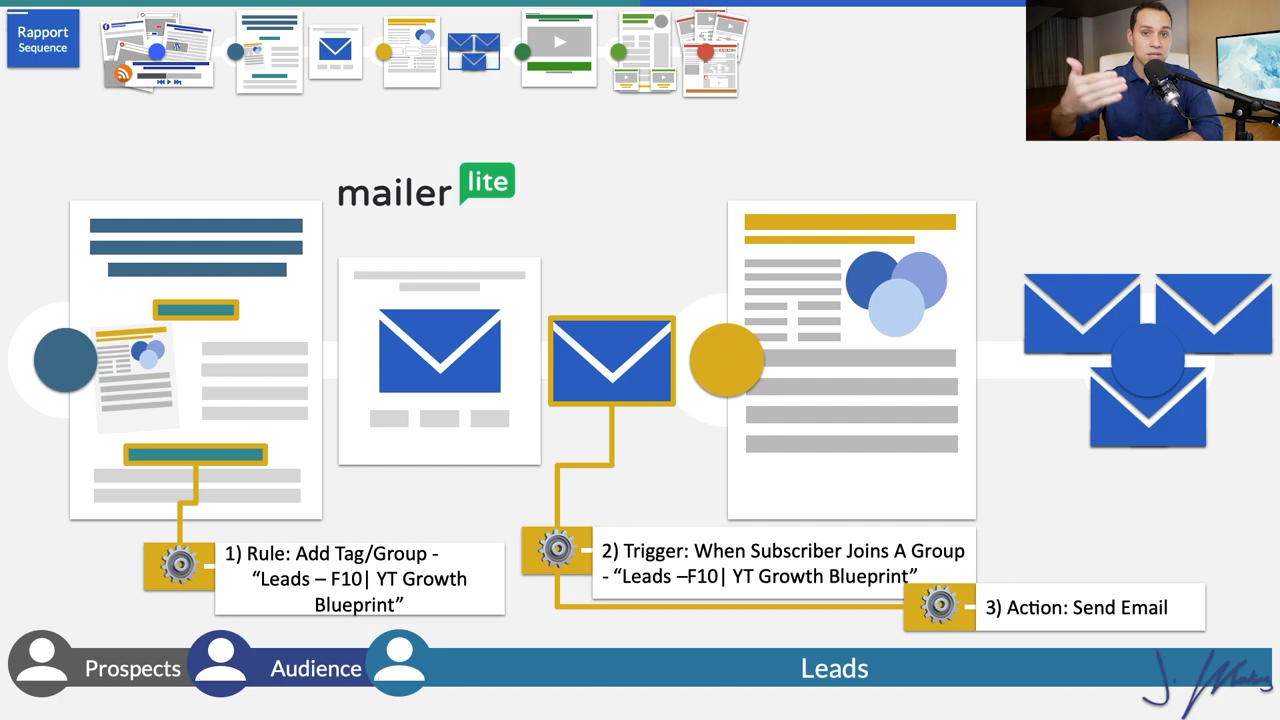 Rapport
Sequence
mailer lite
1) Rule: Add Tag/Group -
“Leads – F10| YT Growth
Blueprint”
2) Trigger: When Subscriber Joins A Group
- “Leads –F10| YT Growth Blueprint”
3) Action: Send Email
Prospects
Audience
Leads